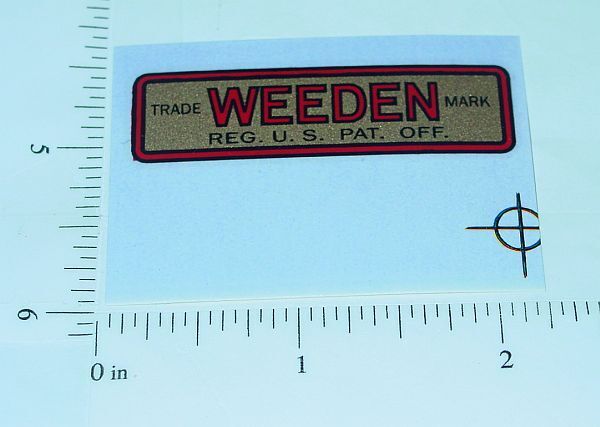 TRADE WEEDEN MARK
REG. U. S. PAT. OFF.
5
6
0 in 1 2